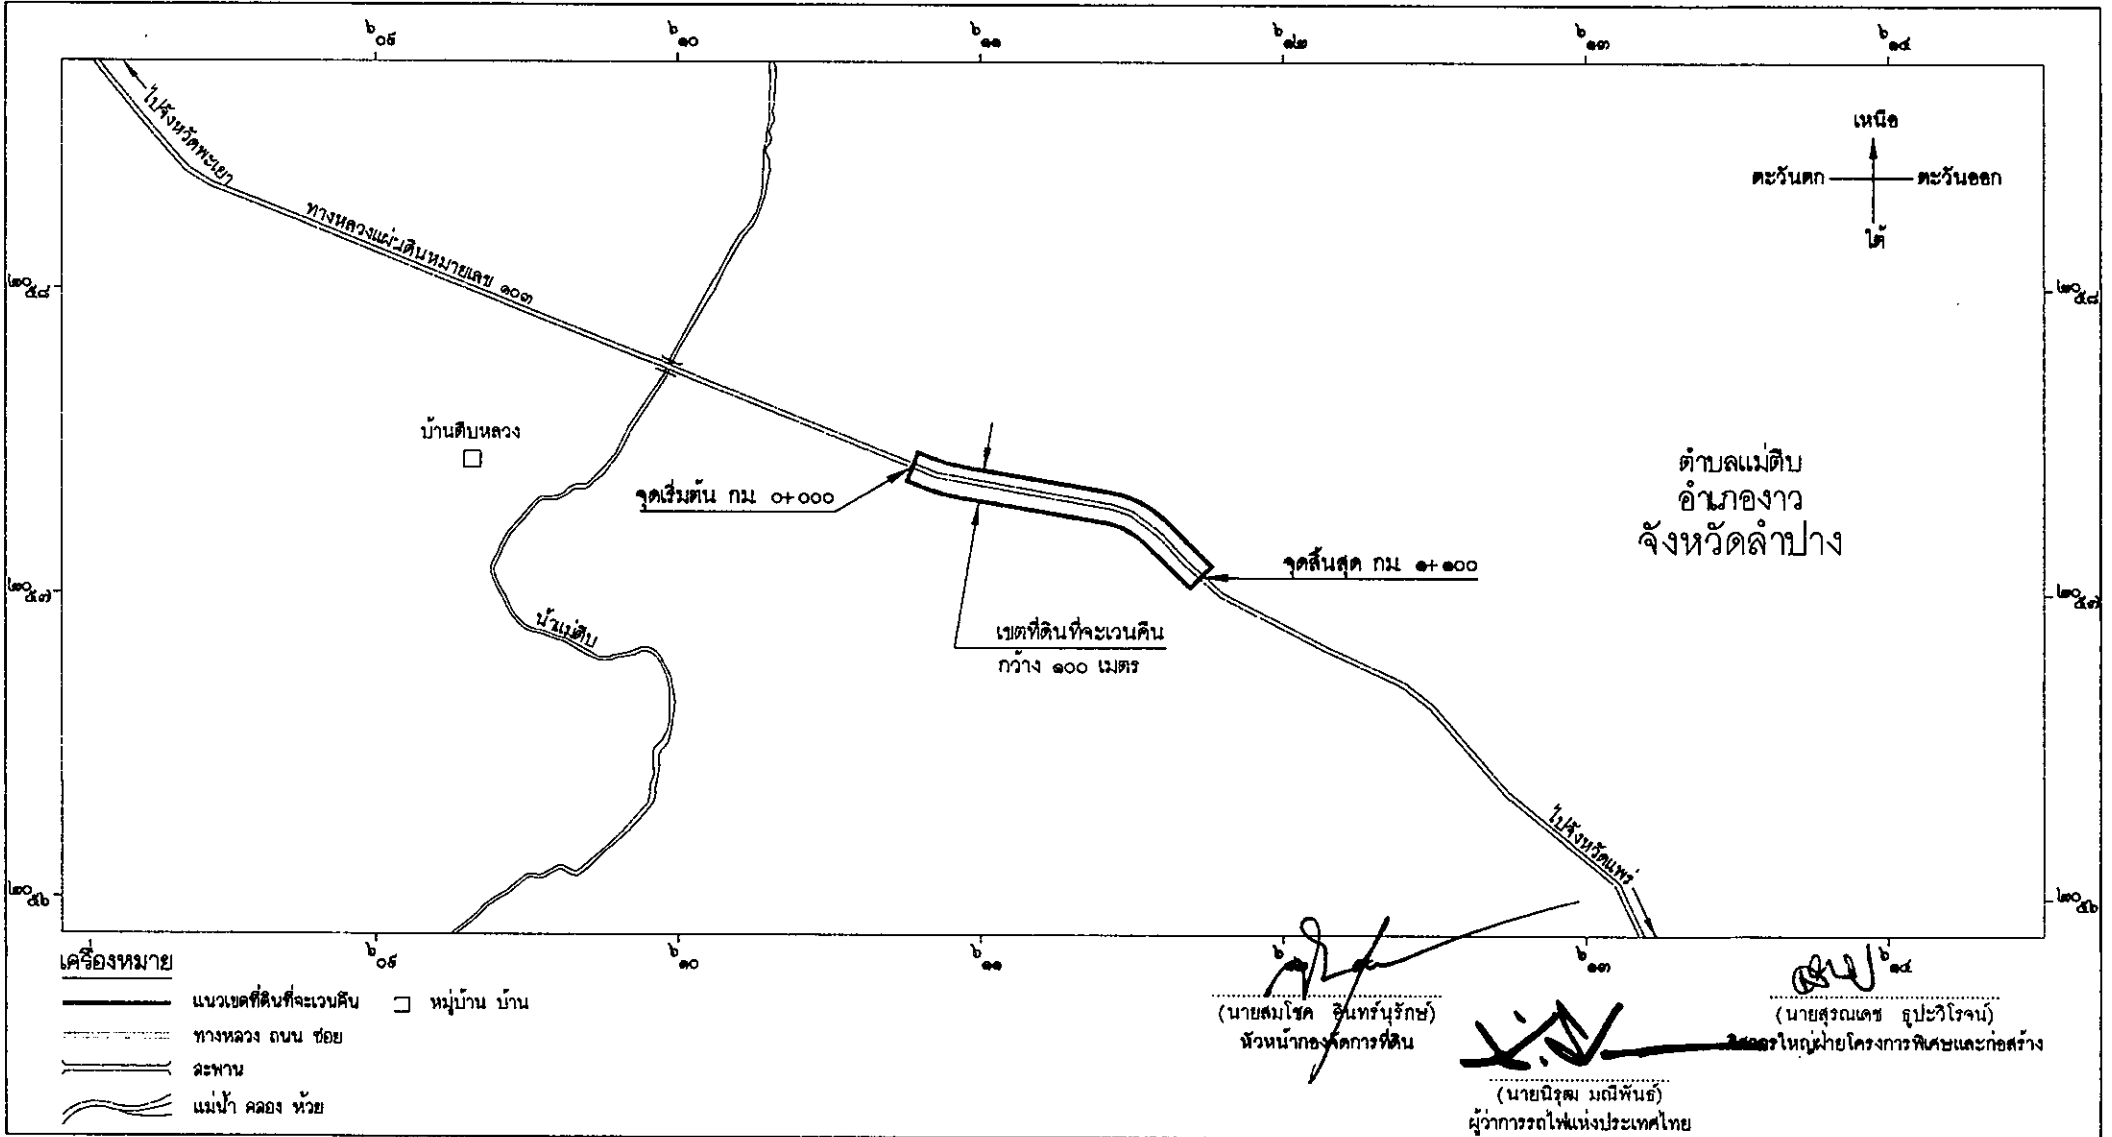 ๖ ๐๙ ๖ ๑๐ ๖ ๑๑ ๖ ๑๒ ๖ ๑๓ ๖ ๑๔
ไปจังหวัดพะเยา
เหนือ
ตะวันตก ตะวันออก
ใต้
ทางหลวงแผ่นดินหมายเลข ๑๐๓
๒๐ ๕๘ ๒๐ ๕๘
บ้านตีบหลวง
จุดเริ่มต้น กม. ๐+๐๐๐
ตำบลแม่ตีบ
อำเภองาว
จังหวัดลำปาง
จุดสิ้นสุด กม. ๑+๑๐๐
๒๐ ๕๗ ๒๐ ๕๗
น้ำแม่ตีบ
เขตที่ดินที่จะเวนคืน
กว้าง ๑๐๐ เมตร
ไปจังหวัดแพร่
๒๐ ๕๖ ๒๐ ๕๖
๖ ๐๙ ๖ ๑๐ ๖ ๑๑ ๖ ๑๒ ๖ ๑๓ ๖ ๑๔
เครื่องหมาย
แนวเขตที่ดินที่จะเวนคืน หมู่บ้าน บ้าน
ทางหลวง ถนน ซอย
สะพาน
แม่น้ำ คลอง ห้วย
(นายสมโชค อินทร์นุรักษ์)
หัวหน้ากองจัดการที่ดิน
(นายสุรณเดช ธูปะวิโรจน์)
วิศวกรใหญ่ฝ่ายโครงการพิเศษและก่อสร้าง
(นายนิรุฒ มณีพันธ์)
ผู้ว่าการรถไฟแห่งประเทศไทย